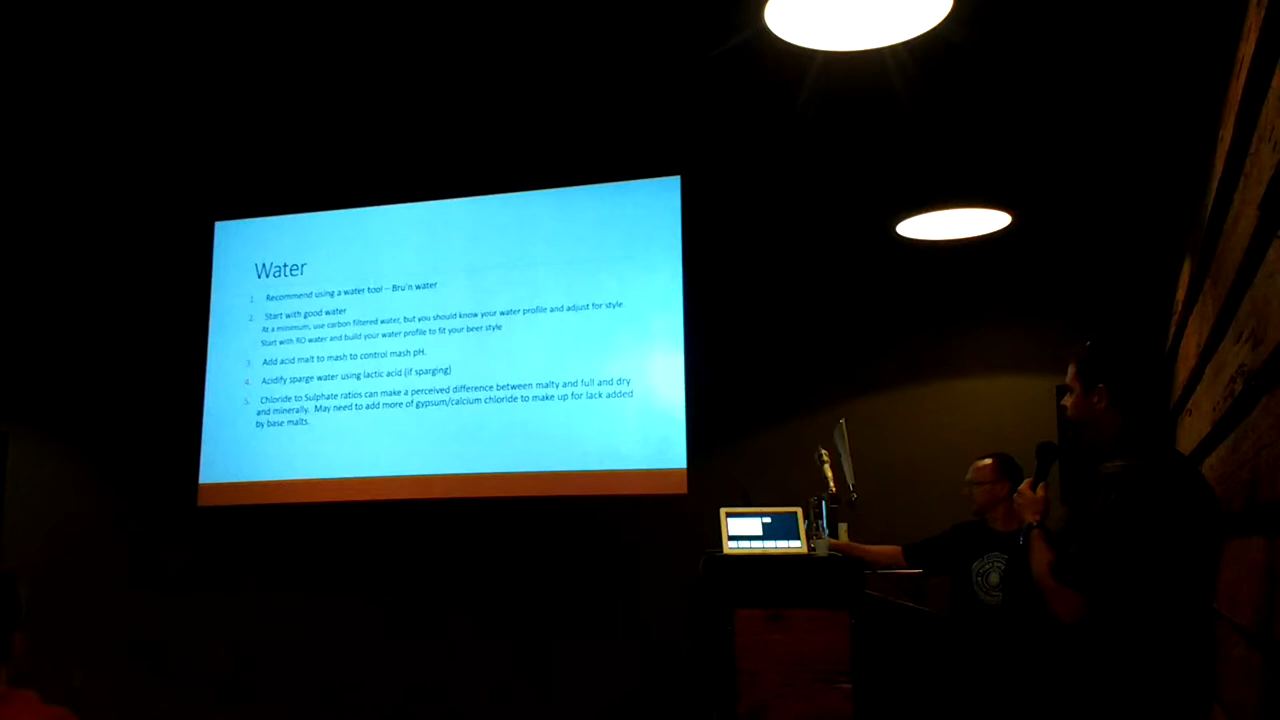 Water
1. Recommend using a water tool – Bru'n water
2. Start with good water
At a minimum, use carbon filtered water, but you should know your water profile and adjust for style.
Start with RO water and build your water profile to fit your beer style
3. Add acid malt to mash to control mash pH.
4. Acidify sparge water using lactic acid (if sparging)
5. Chloride to Sulphate ratios can make a perceived difference between malty and full and dry
and minerally. May need to add more of gypsum/calcium chloride to make up for lack added
by base malts.